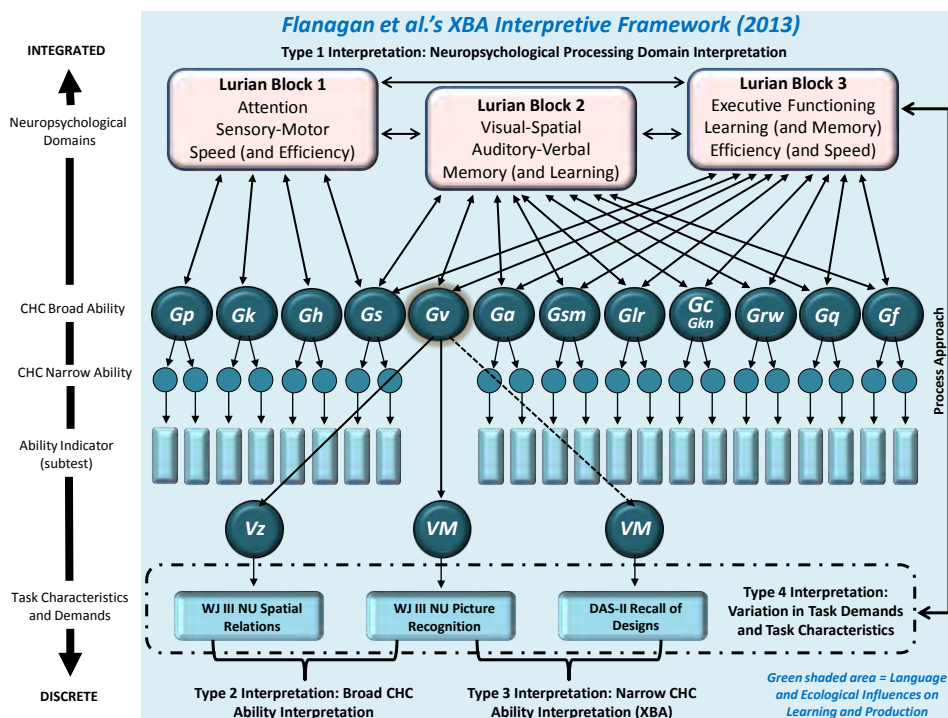 Flanagan et al.'s XBA Interpretive Framework (2013)
INTEGRATED
Type 1 Interpretation: Neuropsychological Processing Domain Interpretation
Lurian Block 1
Attention
Sensory-Motor
Speed (and Efficiency)
Lurian Block 2
Visual-Spatial
Auditory-Verbal
Memory (and Learning)
Lurian Block 3
Executive Functioning
Learning (and Memory)
Efficiency (and Speed)
Neuropsychological
Domains
CHC Broad Ability
Gp
Gk
Gh
Gs
Gv
Ga
Gsm
Glr
Gc
Gkn
Grw
Gq
Gf
CHC Narrow Ability
Process Approach
Ability Indicator
(subtest)
Vz
VM
VM
Task Characteristics
and Demands
WJ III NU Spatial
Relations
WJ III NU Picture
Recognition
DAS-II Recall of
Designs
Type 4 Interpretation:
Variation in Task Demands
and Task Characteristics
DISCRETE
Type 2 Interpretation: Broad CHC
Ability Interpretation
Type 3 Interpretation: Narrow CHC
Ability Interpretation (XBA)
Green shaded area = Language
and Ecological Influences on
Learning and Production